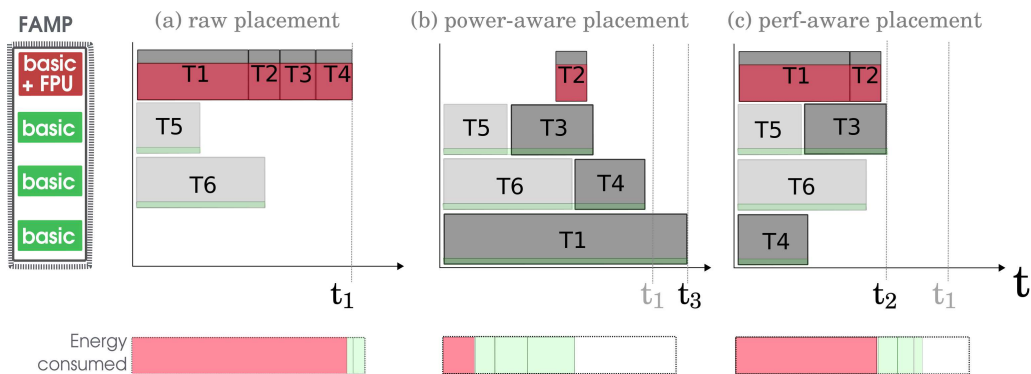 FAMP
(a) raw placement
(b) power-aware placement
(c) perf-aware placement
basic
+ FPU
basic
basic
basic
T1 T2 T3 T4
T5
T6
t1
T2
T5 T3
T6 T4
T1
t1 t3
T1 T2
T5 T3
T6
T4
t2 t1
t
Energy
consumed